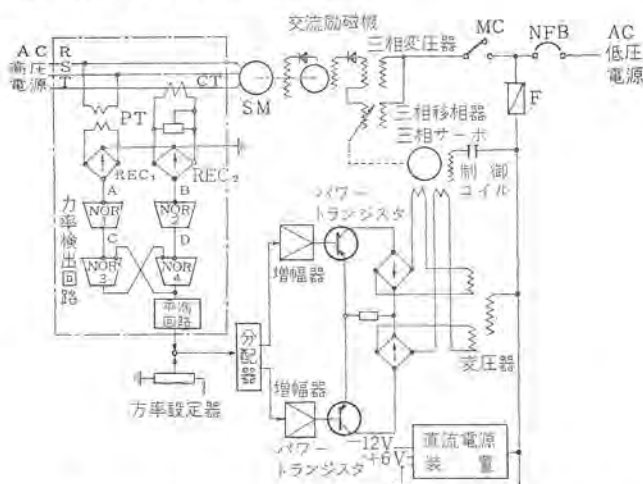 交流励磁機
MC
NFB
AC
低圧
電源
AC R
高圧 S
電源 T
CT
SM
三相変圧器
F
PT
三相移相器
三相サーボ
制御
コイル
REC₁
REC₂
A
B
NOR
1
NOR
2
C
D
NOR
3
NOR
4
力率検出回路
平滑
回路
パワー
トランジスタ
増幅器
分配器
変圧器
力率設定器
増幅器
パワー
トランジスタ
-12V
+6V
直流電源
装置